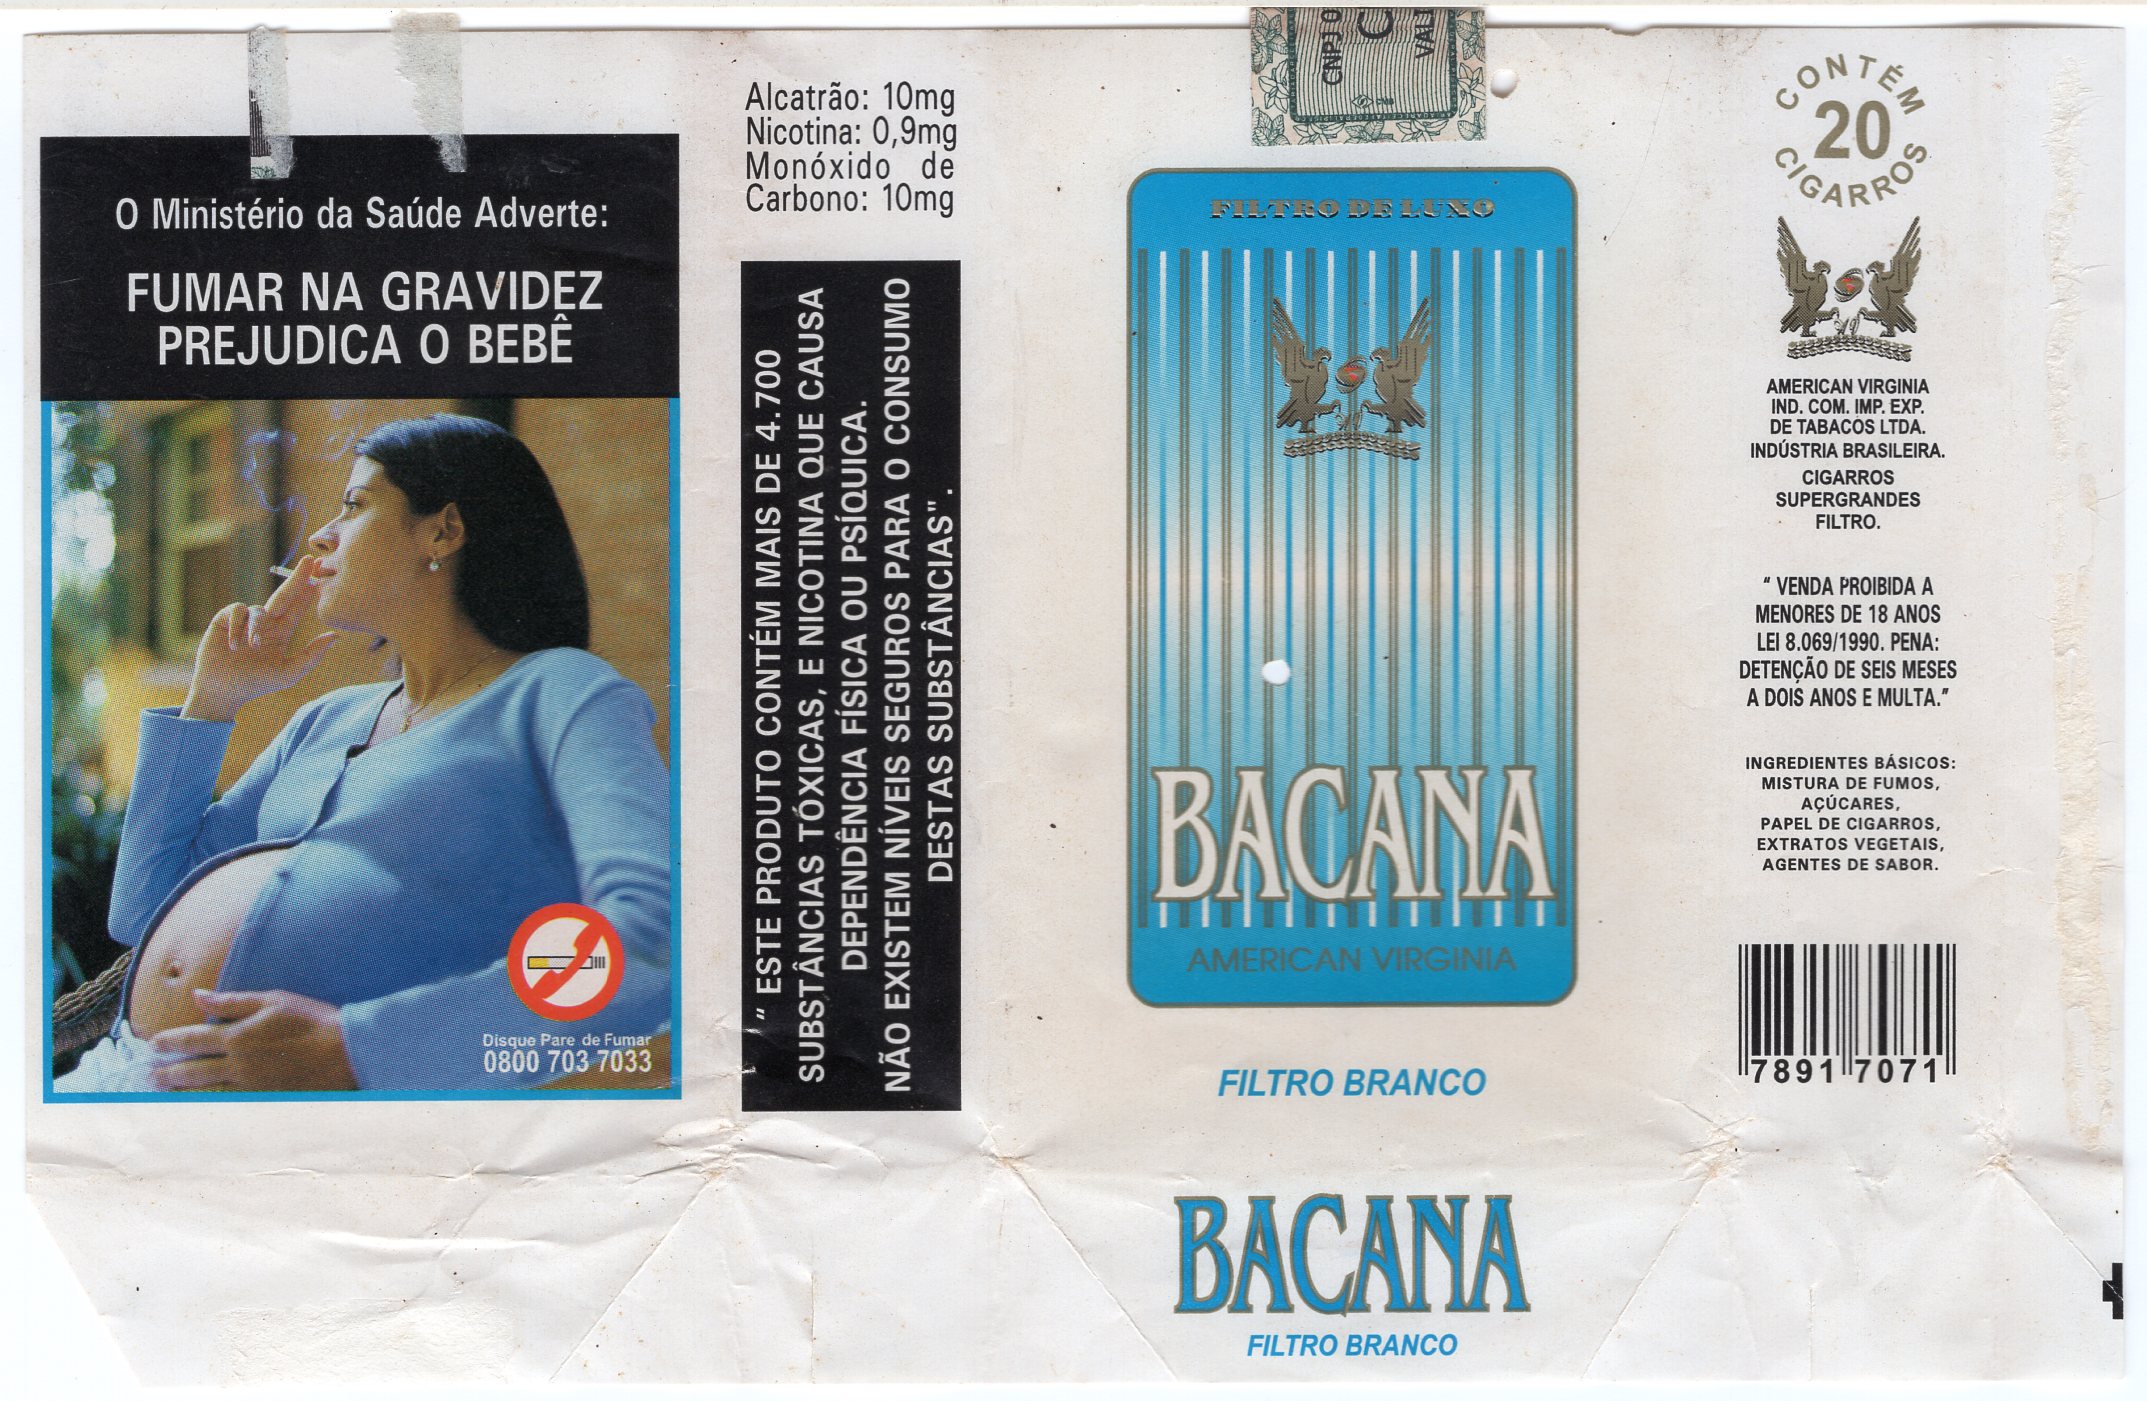 O Ministério da Saúde Adverte:
FUMAR NA GRAVIDEZ
PREJUDICA O BEBÊ
Disque Pare de Fumar
0800 703 7033
Alcatrão: 10mg
Nicotina: 0,9mg
Monóxido de
Carbono: 10mg
" ESTE PRODUTO CONTÉM MAIS DE 4.700
SUBSTÂNCIAS TÓXICAS, E NICOTINA QUE CAUSA
DEPENDÊNCIA FÍSICA OU PSÍQUICA.
NÃO EXISTEM NÍVEIS SEGUROS PARA O CONSUMO
DESTAS SUBSTÂNCIAS".
CNPJ O
C
VALI
CMB
FILTRO DE LUXO
BACANA
AMERICAN VIRGINIA
FILTRO BRANCO
BACANA
FILTRO BRANCO
CONTÉM
20
CIGARROS
AMERICAN VIRGINIA
IND. COM. IMP. EXP.
DE TABACOS LTDA.
INDÚSTRIA BRASILEIRA.
CIGARROS
SUPERGRANDES
FILTRO.
" VENDA PROIBIDA A
MENORES DE 18 ANOS
LEI 8.069/1990. PENA:
DETENÇÃO DE SEIS MESES
A DOIS ANOS E MULTA."
INGREDIENTES BÁSICOS:
MISTURA DE FUMOS,
AÇÚCARES,
PAPEL DE CIGARROS,
EXTRATOS VEGETAIS,
AGENTES DE SABOR.
7891 7071